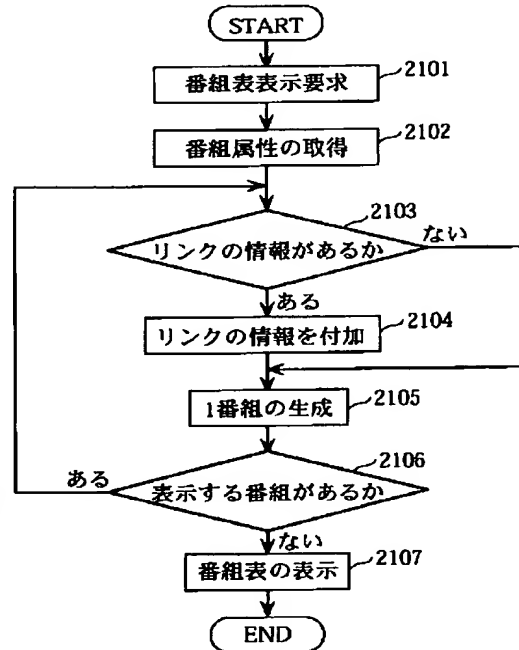 START
番組表表示要求
2101
番組属性の取得
2102
リンクの情報があるか
2103
ない
ある
リンクの情報を付加
2104
1番組の生成
2105
表示する番組があるか
2106
ある
ない
番組表の表示
2107
END